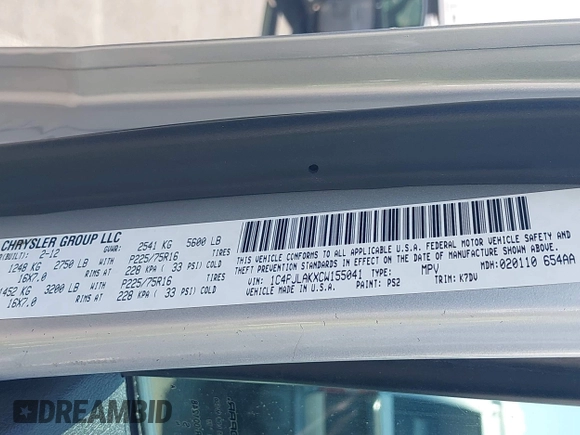 CHRYSLER GROUP LLC
(BUILT): 2-12 GVWR: 2541 KG 5600 LB
1248 KG 2750 LB WITH P225/75R16 TIRES
16X7.0 RIMS AT 228 KPA ( 33 PSI) COLD
1452 KG 3200 LB WITH P225/75R16 TIRES
16X7.0 RIMS AT 228 KPA ( 33 PSI) COLD
THIS VEHICLE CONFORMS TO ALL APPLICABLE U.S.A. FEDERAL MOTOR VEHICLE SAFETY AND
THEFT PREVENTION STANDARDS IN EFFECT ON THE DATE OF MANUFACTURE SHOWN ABOVE.
VIN: 1C4PJLAKXCW155041 TYPE: MPV MDH: 020110 654AA
VEHICLE MADE IN U.S.A. PAINT: PS2 TRIM: K7DV
DREAMBID